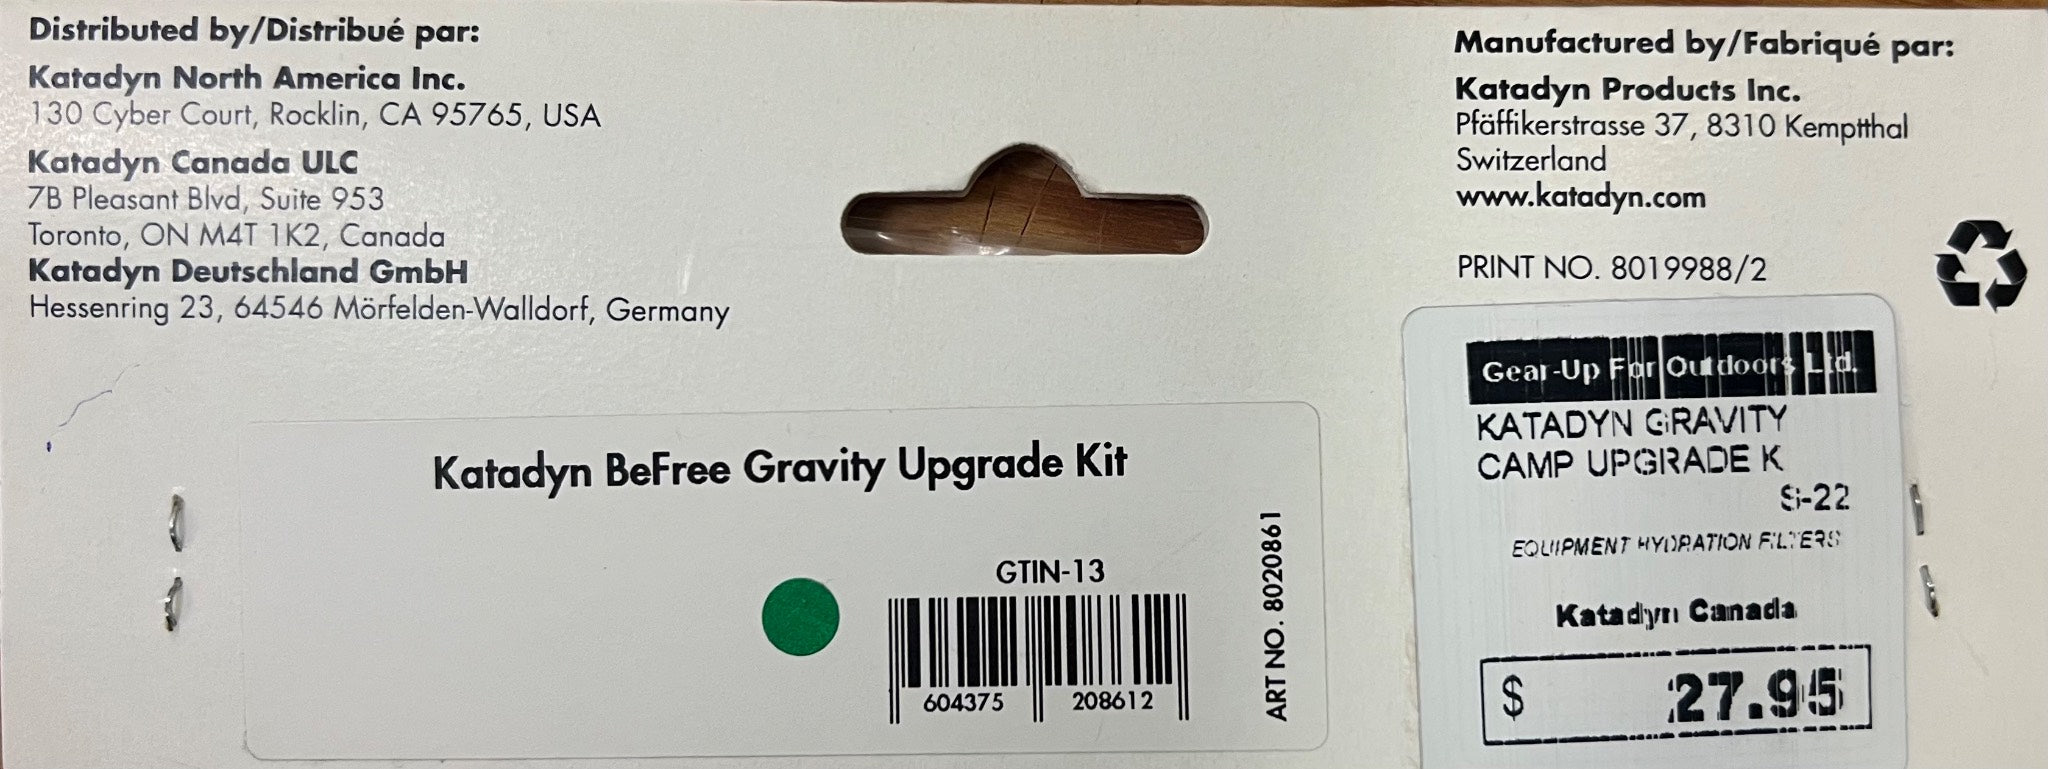 Distributed by/Distribué par:
Katadyn North America Inc.
130 Cyber Court, Rocklin, CA 95765, USA
Katadyn Canada ULC
7B Pleasant Blvd, Suite 953
Toronto, ON M4T 1K2, Canada
Katadyn Deutschland GmbH
Hessenring 23, 64546 Mörfelden-Walldorf, Germany
Manufactured by/Fabriqué par:
Katadyn Products Inc.
Pfäffikerstrasse 37, 8310 Kemptthal
Switzerland
www.katadyn.com
PRINT NO. 8019988/2
Katadyn BeFree Gravity Upgrade Kit
GTIN-13
604375 208612
ART NO. 8020861
Gear-Up For Outdoors Ltd.
KATADYN GRAVITY
CAMP UPGRADE K
S-22
EQUIPMENT HYDRATION FILTERS
Katadyn Canada
$ 27.95